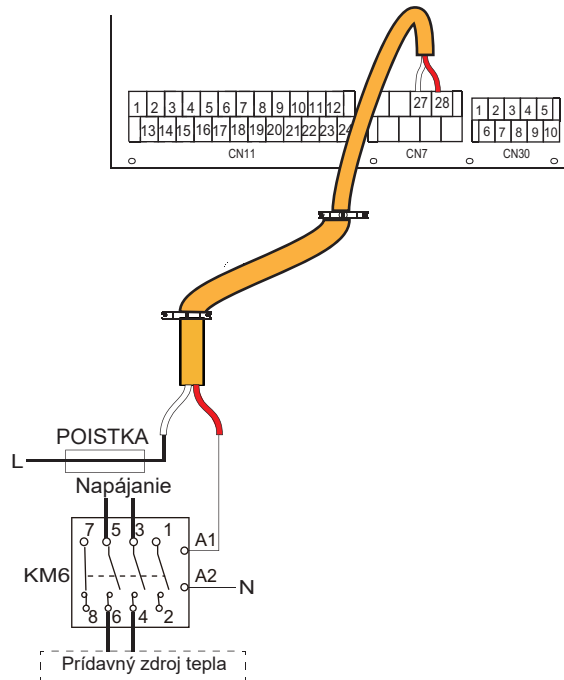 27 28
1 2 3 4 5 6 7 8 9 10 11 12
1 2 3 4 5
13 14 15 16 17 18 19 20 21 22 23 24
6 7 8 9 10
CN11 CN7 CN30
POISTKA
L
Napájanie
7 5 3 1
A1
KM6
A2 N
8 6 4 2
Prídavný zdroj tepla